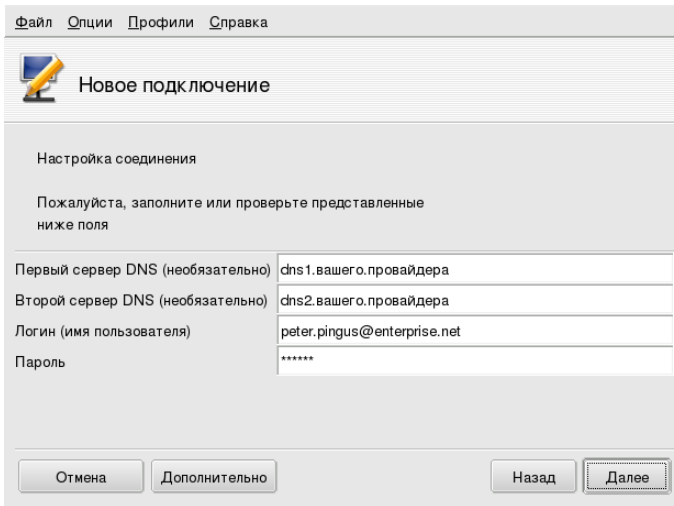 Файл Опции Профили Справка
Новое подключение
Настройка соединения
Пожалуйста, заполните или проверьте представленные
ниже поля
Первый сервер DNS (необязательно) dns1.вашего.провайдера
Второй сервер DNS (необязательно) dns2.вашего.провайдера
Логин (имя пользователя) peter.pingus@enterprise.net
Пароль ******
Отмена Дополнительно Назад Далее